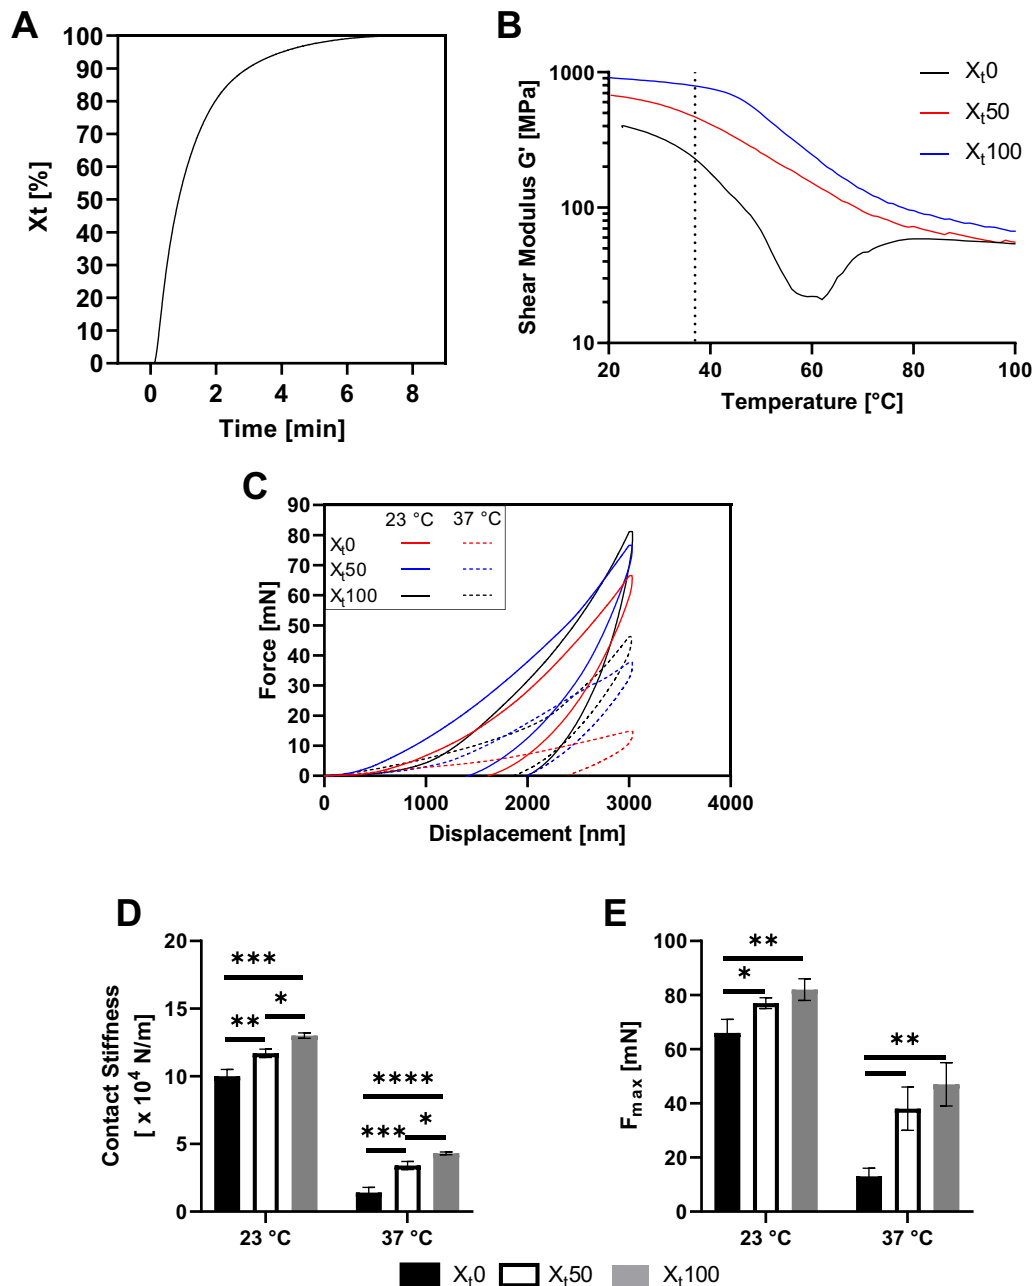 A
100
90
80
70
60
50
40
30
20
10
0
Xt [%]
0 2 4 6 8
Time [min]
B
1000
100
10
Shear Modulus G' [MPa]
20 40 60 80 100
Temperature [°C]
Xt0
Xt50
Xt100
C
90
80
70
60
50
40
30
20
10
0
Force [mN]
23 °C 37 °C
Xt0
Xt50
Xt100
0 1000 2000 3000 4000
Displacement [nm]
D
20
15
10
5
0
Contact Stiffness
[ x 10⁴ N/m]
***
*
**
****
***
*
23 °C 37 °C
E
100
80
60
40
20
0
Fmax [mN]
**
*
**
23 °C 37 °C
Xt0 Xt50 Xt100